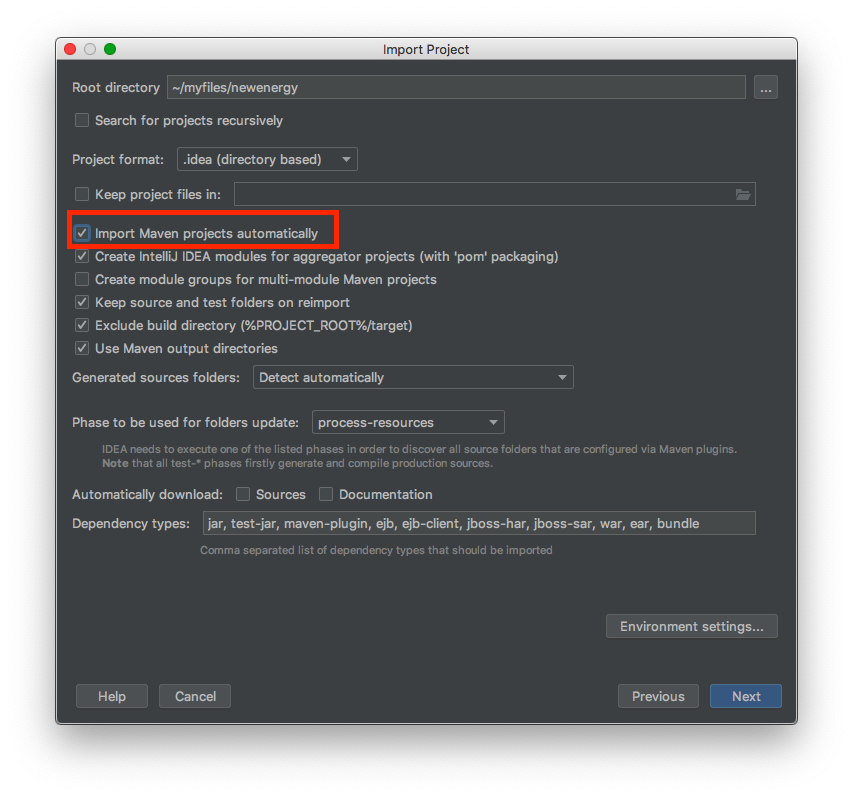 Import Project
Root directory ~/myfiles/newenergy ...
Search for projects recursively
Project format: .idea (directory based)
Keep project files in:
Import Maven projects automatically
Create IntelliJ IDEA modules for aggregator projects (with 'pom' packaging)
Create module groups for multi-module Maven projects
Keep source and test folders on reimport
Exclude build directory (%PROJECT_ROOT%/target)
Use Maven output directories
Generated sources folders: Detect automatically
Phase to be used for folders update: process-resources
IDEA needs to execute one of the listed phases in order to discover all source folders that are configured via Maven plugins.
Note that all test-* phases firstly generate and compile production sources.
Automatically download: Sources Documentation
Dependency types: jar, test-jar, maven-plugin, ejb, ejb-client, jboss-har, jboss-sar, war, ear, bundle
Comma separated list of dependency types that should be imported
Environment settings...
Help Cancel Previous Next